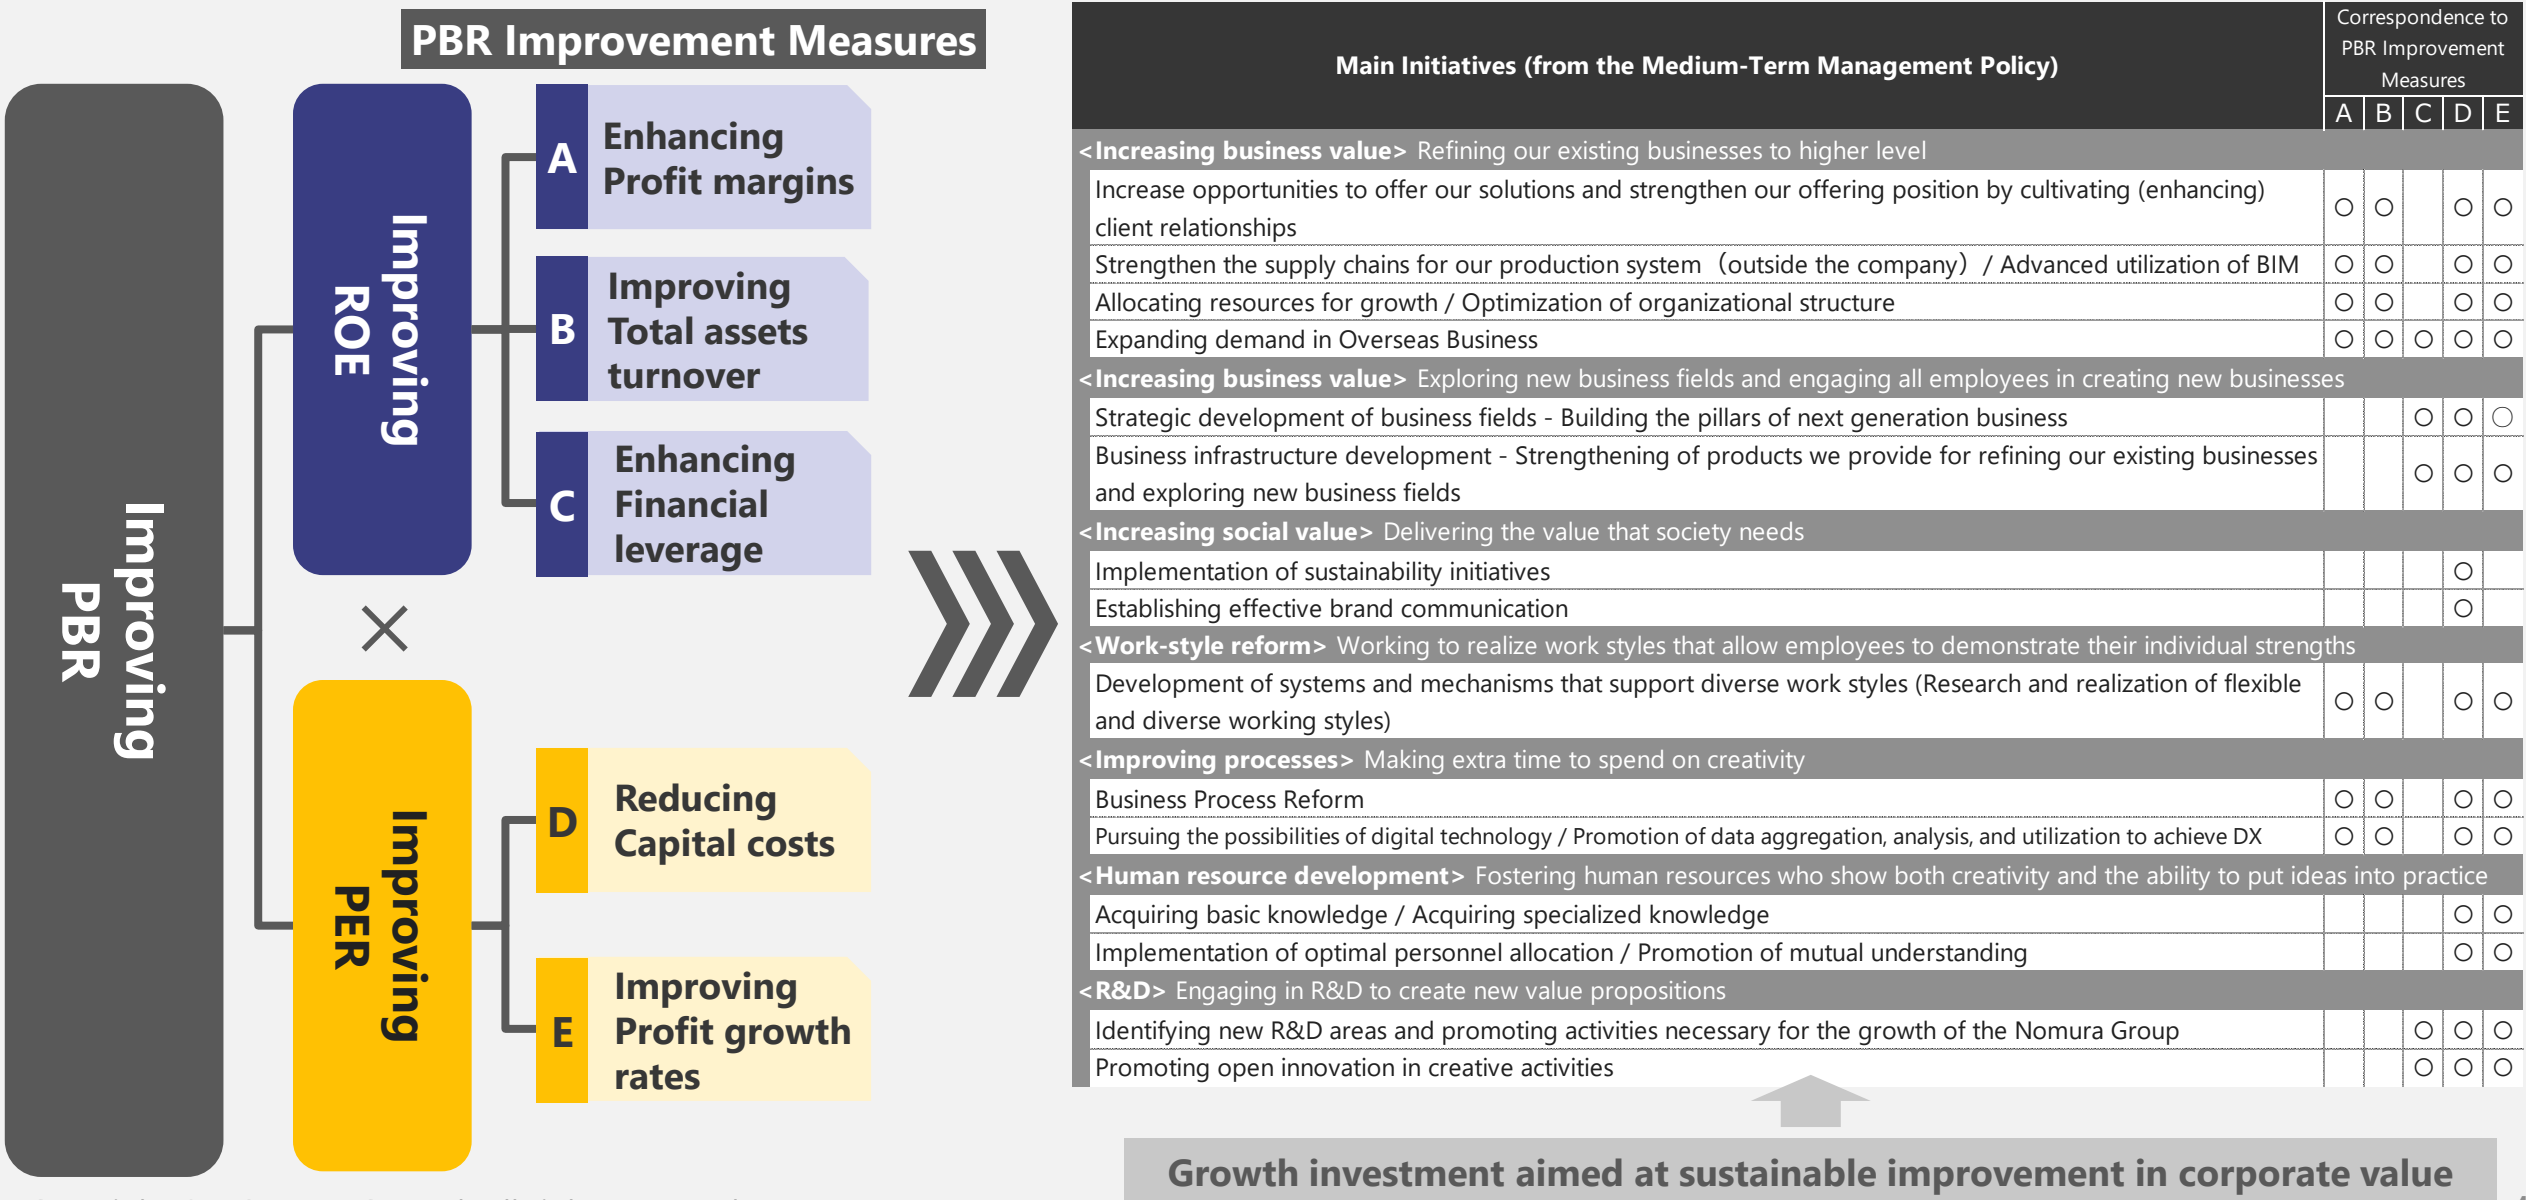 PBR Improvement Measures
Improving
PBR
Improving
ROE
A
Enhancing
Profit margins
B
Improving
Total assets
turnover
C
Enhancing
Financial
leverage
×
Improving
PER
D
Reducing
Capital costs
E
Improving
Profit growth
rates
Main Initiatives (from the Medium-Term Management Policy)
Correspondence to
PBR Improvement
Measures
A B C D E
<Increasing business value> Refining our existing businesses to higher level
Increase opportunities to offer our solutions and strengthen our offering position by cultivating (enhancing)
client relationships
○ ○ ○ ○
Strengthen the supply chains for our production system（outside the company）/ Advanced utilization of BIM ○ ○ ○ ○
Allocating resources for growth / Optimization of organizational structure ○ ○ ○ ○
Expanding demand in Overseas Business ○ ○ ○ ○ ○
<Increasing business value> Exploring new business fields and engaging all employees in creating new businesses
Strategic development of business fields - Building the pillars of next generation business ○ ○ ○
Business infrastructure development - Strengthening of products we provide for refining our existing businesses
and exploring new business fields
○ ○ ○
<Increasing social value> Delivering the value that society needs
Implementation of sustainability initiatives ○
Establishing effective brand communication ○
<Work-style reform> Working to realize work styles that allow employees to demonstrate their individual strengths
Development of systems and mechanisms that support diverse work styles (Research and realization of flexible
and diverse working styles)
○ ○ ○ ○
<Improving processes> Making extra time to spend on creativity
Business Process Reform ○ ○ ○ ○
Pursuing the possibilities of digital technology / Promotion of data aggregation, analysis, and utilization to achieve DX ○ ○ ○ ○
<Human resource development> Fostering human resources who show both creativity and the ability to put ideas into practice
Acquiring basic knowledge / Acquiring specialized knowledge ○ ○
Implementation of optimal personnel allocation / Promotion of mutual understanding ○ ○
<R&D> Engaging in R&D to create new value propositions
Identifying new R&D areas and promoting activities necessary for the growth of the Nomura Group ○ ○ ○
Promoting open innovation in creative activities ○ ○ ○
Growth investment aimed at sustainable improvement in corporate value